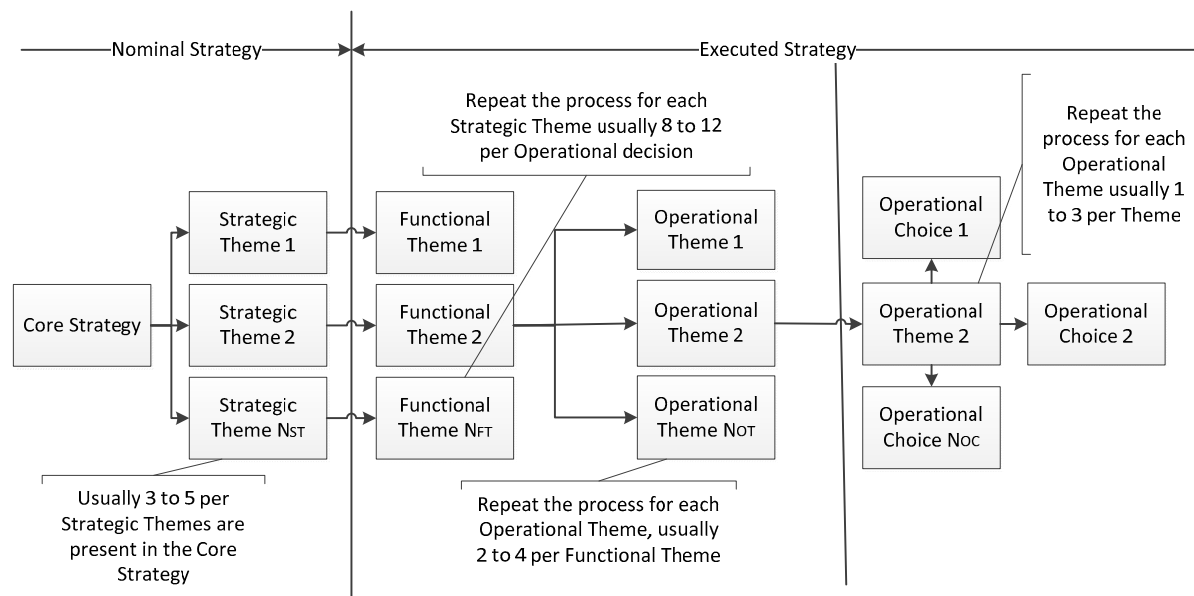 Nominal Strategy
Executed Strategy
Repeat the process for each
Strategic Theme usually 8 to 12
per Operational decision
Repeat the
process for each
Operational
Theme usually 1
to 3 per Theme
Core Strategy
Strategic
Theme 1
Strategic
Theme 2
Strategic
Theme NST
Functional
Theme 1
Functional
Theme 2
Functional
Theme NFT
Operational
Theme 1
Operational
Theme 2
Operational
Theme NOT
Operational
Choice 1
Operational
Theme 2
Operational
Choice 2
Operational
Choice NOC
Usually 3 to 5 per
Strategic Themes are
present in the Core
Strategy
Repeat the process for each
Operational Theme, usually
2 to 4 per Functional Theme